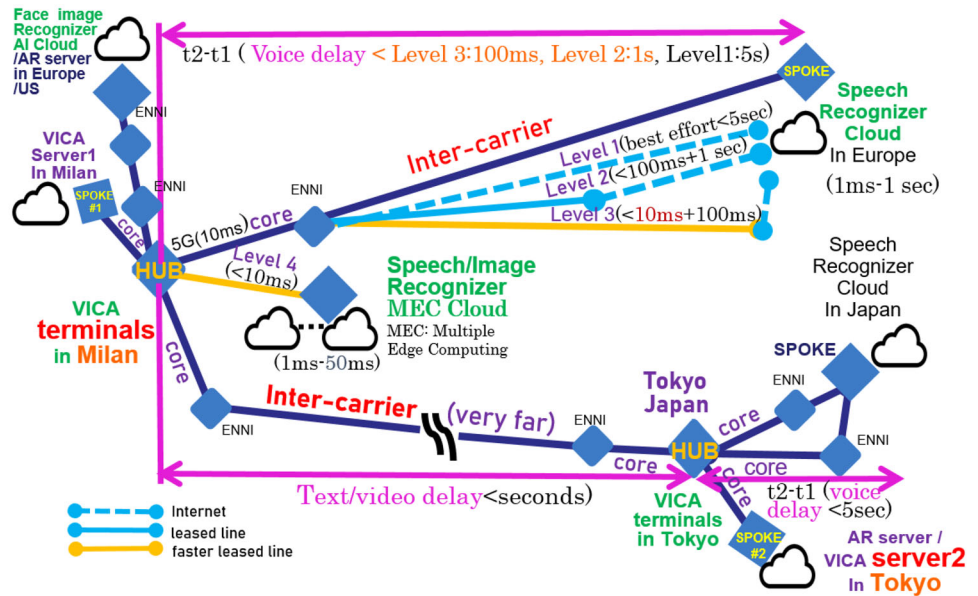 Face image
Recognizer
AI Cloud
/AR server
in Europe
/US
ENNI
t2-t1 ( Voice delay < Level 3:100ms, Level 2:1s, Level1:5s)
SPOKE
Speech
Recognizer
Cloud
In Europe
(1ms-1 sec)
VICA
Server1
In Milan
SPOKE
#1
ENNI
core
Inter-carrier
Level 1(best effort<5sec)
Level 2(<100ms+1 sec)
Level 3(<10ms+100ms)
ENNI
5G(10ms) core
HUB
Level 4
(<10ms)
Speech/Image
Recognizer
MEC Cloud
MEC: Multiple
Edge Computing
(1ms-50ms)
VICA
terminals
in Milan
Speech
Recognizer
Cloud
In Japan
SPOKE
core
ENNI
Inter-carrier
(very far)
ENNI
core
Tokyo
Japan
HUB
core
ENNI
ENNI
core
core
Text/video delay<seconds)
t2-t1 (voice
delay <5sec)
VICA
terminals
in Tokyo
SPOKE
#2
AR server /
VICA server2
In Tokyo
Internet
leased line
faster leased line